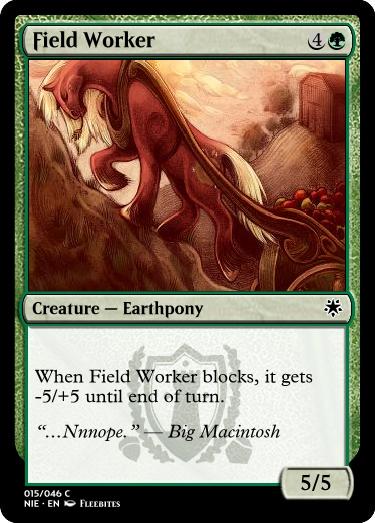 Field Worker 4
Creature — Earthpony
When Field Worker blocks, it gets
-5/+5 until end of turn.
“...Nnnope.” — Big Macintosh
5/5
015/046 C
NIE • EN Fleebites